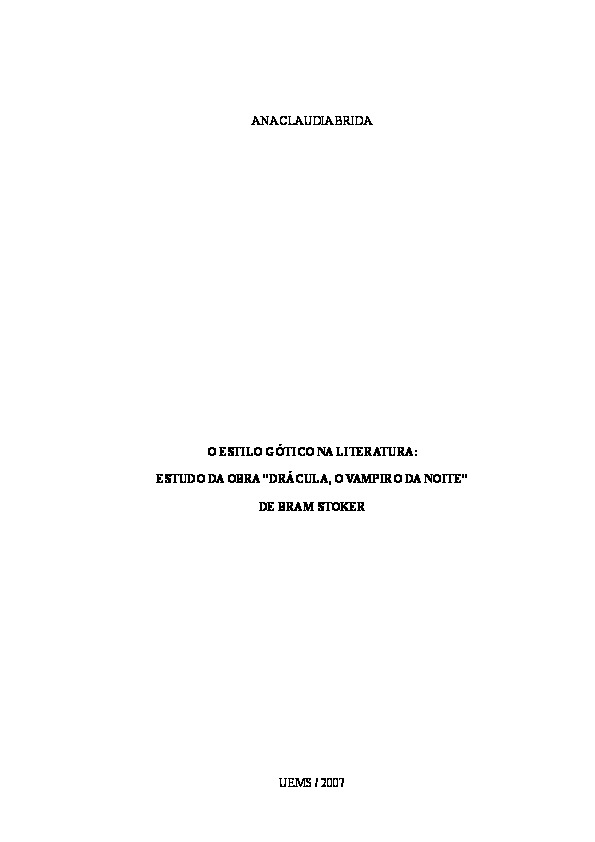 ANA CLAUDIA BRIDA
O ESTILO GÓTICO NA LITERATURA:
ESTUDO DA OBRA "DRÁCULA, O VAMPIRO DA NOITE"
DE BRAM STOKER
UEMS / 2007